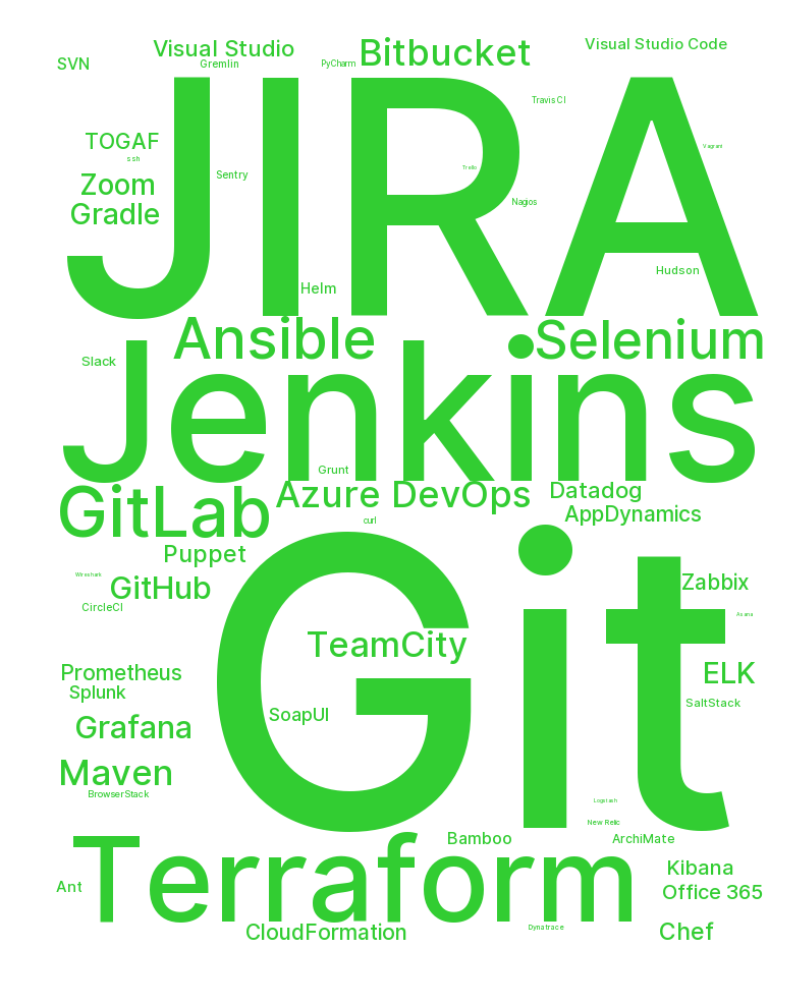 Visual Studio
Bitbucket
Visual Studio Code
SVN
Gremlin
PyCharm
JIRA
Travis CI
TOGAF
Vagrant
ssh
Trello
Sentry
Zoom
Nagios
Gradle
Hudson
Helm
Ansible
Selenium
Slack
Jenkins
Grunt
GitLab
Azure DevOps
Datadog
AppDynamics
curl
Puppet
Wireshark
GitHub
Zabbix
CircleCI
Git
TeamCity
Prometheus
ELK
Splunk
SaltStack
SoapUI
Grafana
Maven
BrowserStack
Logstash
New Relic
Bamboo
ArchiMate
Terraform
Kibana
Ant
Office 365
CloudFormation
Dynatrace
Chef